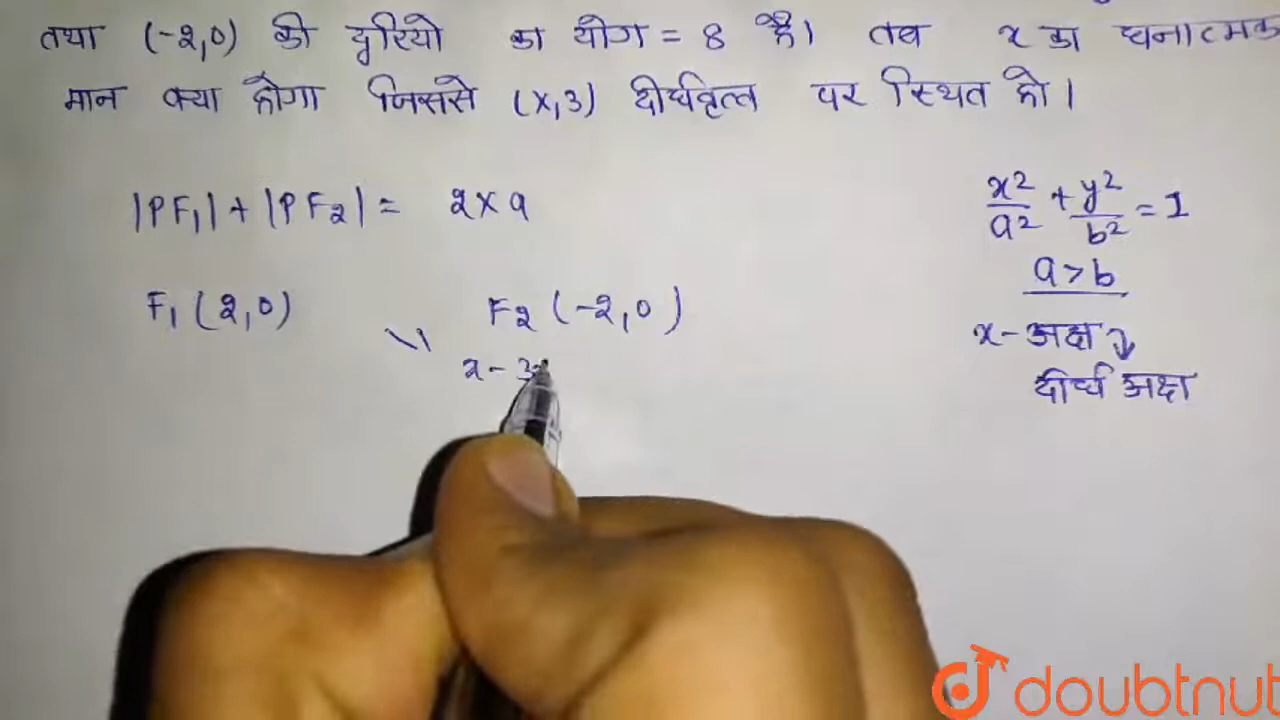 तथा (-2,0) की दूरियो का योग = 8 है। तब x का धनात्मक
मान क्या होगा जिससे (x,3) दीर्घवृत्त पर स्थित हो।
|PF₁| + |PF₂| = 2 × a
x²/a² + y²/b² = 1
a > b
F₁ (2,0) F₂ (-2,0)
x - अक्ष
x - अ
दीर्घ अक्ष
doubtnut